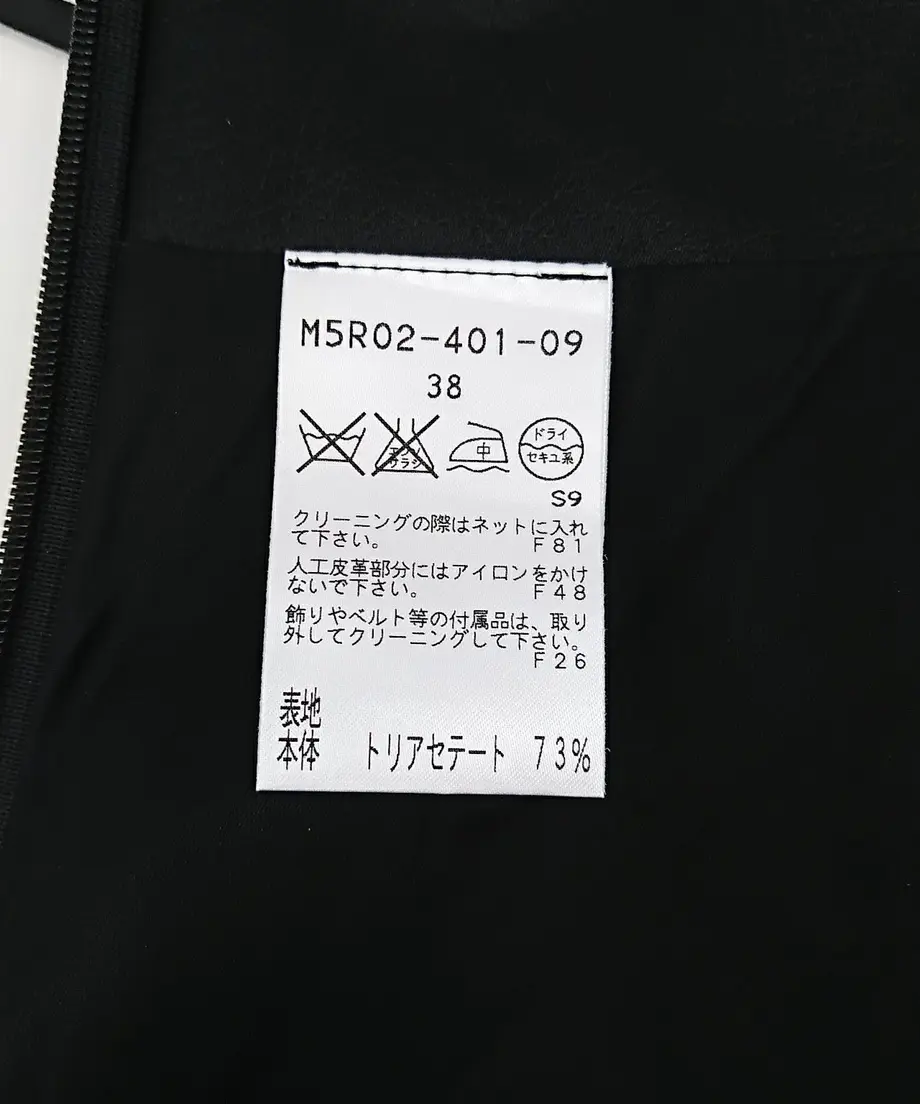 M5R02-401-09
38
エンソ
サラシ
中
ドライ
セキユ系
S9
クリーニングの際はネットに入れ
て下さい。 F81
人工皮革部分にはアイロンをかけ
ないで下さい。 F48
飾りやベルト等の付属品は、取り
外してクリーニングして下さい。
F26
表地
本体 トリアセテート 73%